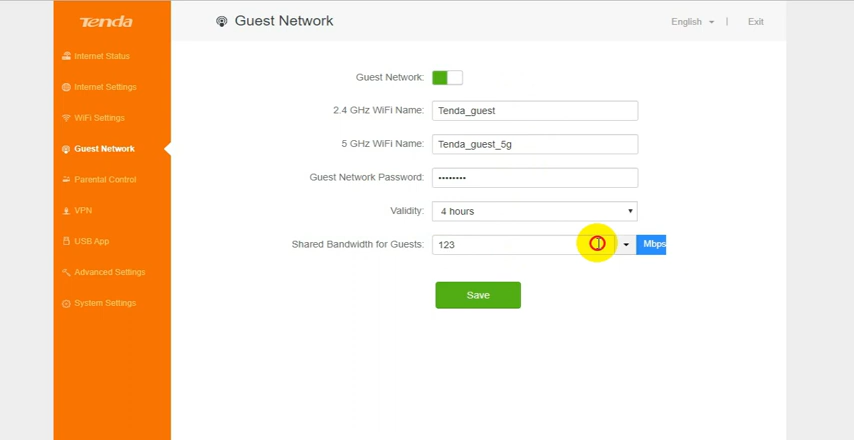 Tenda
Guest Network
English
Exit
Internet Status
Internet Settings
WiFi Settings
Guest Network
Parental Control
VPN
USB App
Advanced Settings
System Settings
Guest Network:
2.4 GHz WiFi Name: Tenda_guest
5 GHz WiFi Name: Tenda_guest_5g
Guest Network Password: ••••••••
Validity: 4 hours
Shared Bandwidth for Guests: 123 Mbps
Save